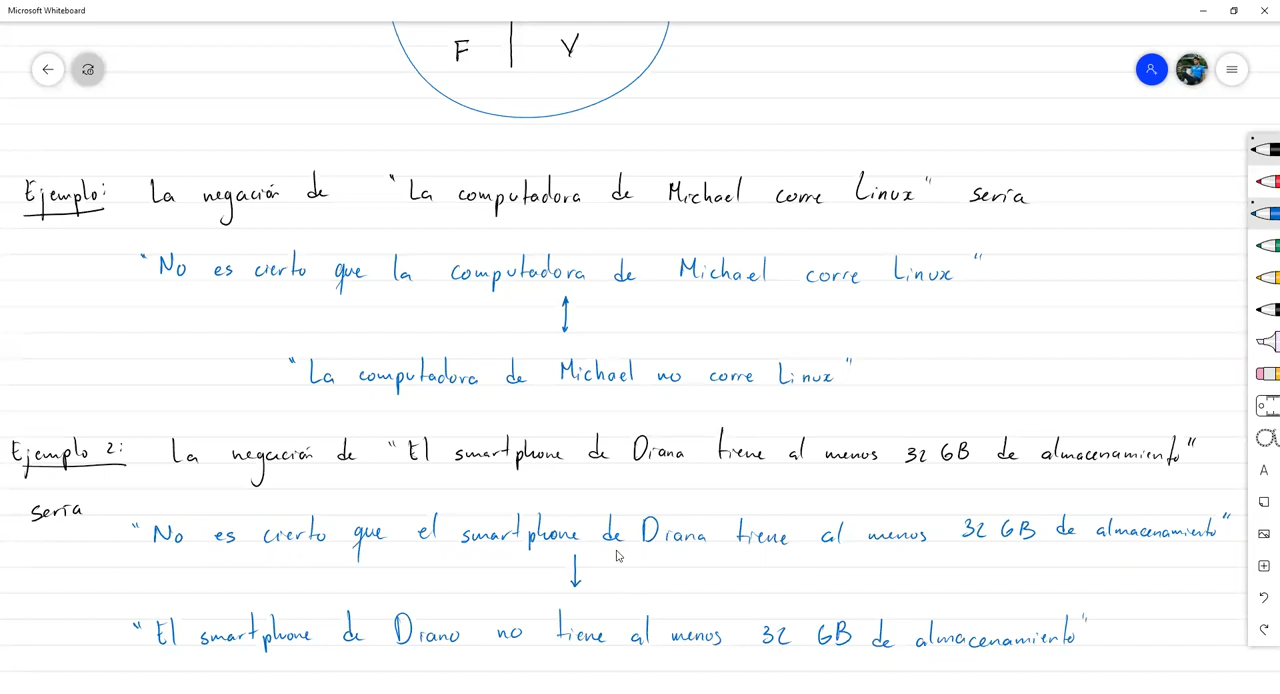 Microsoft Whiteboard
F | V
Ejemplo: La negación de "La computadora de Michael corre Linux" sería
"No es cierto que la computadora de Michael corre Linux"
"La computadora de Michael no corre Linux"
Ejemplo 2: La negación de "El smartphone de Diana tiene al menos 32 GB de almacenamiento"
sería
"No es cierto que el smartphone de Diana tiene al menos 32 GB de almacenamiento"
"El smartphone de Diana no tiene al menos 32 GB de almacenamiento"
A